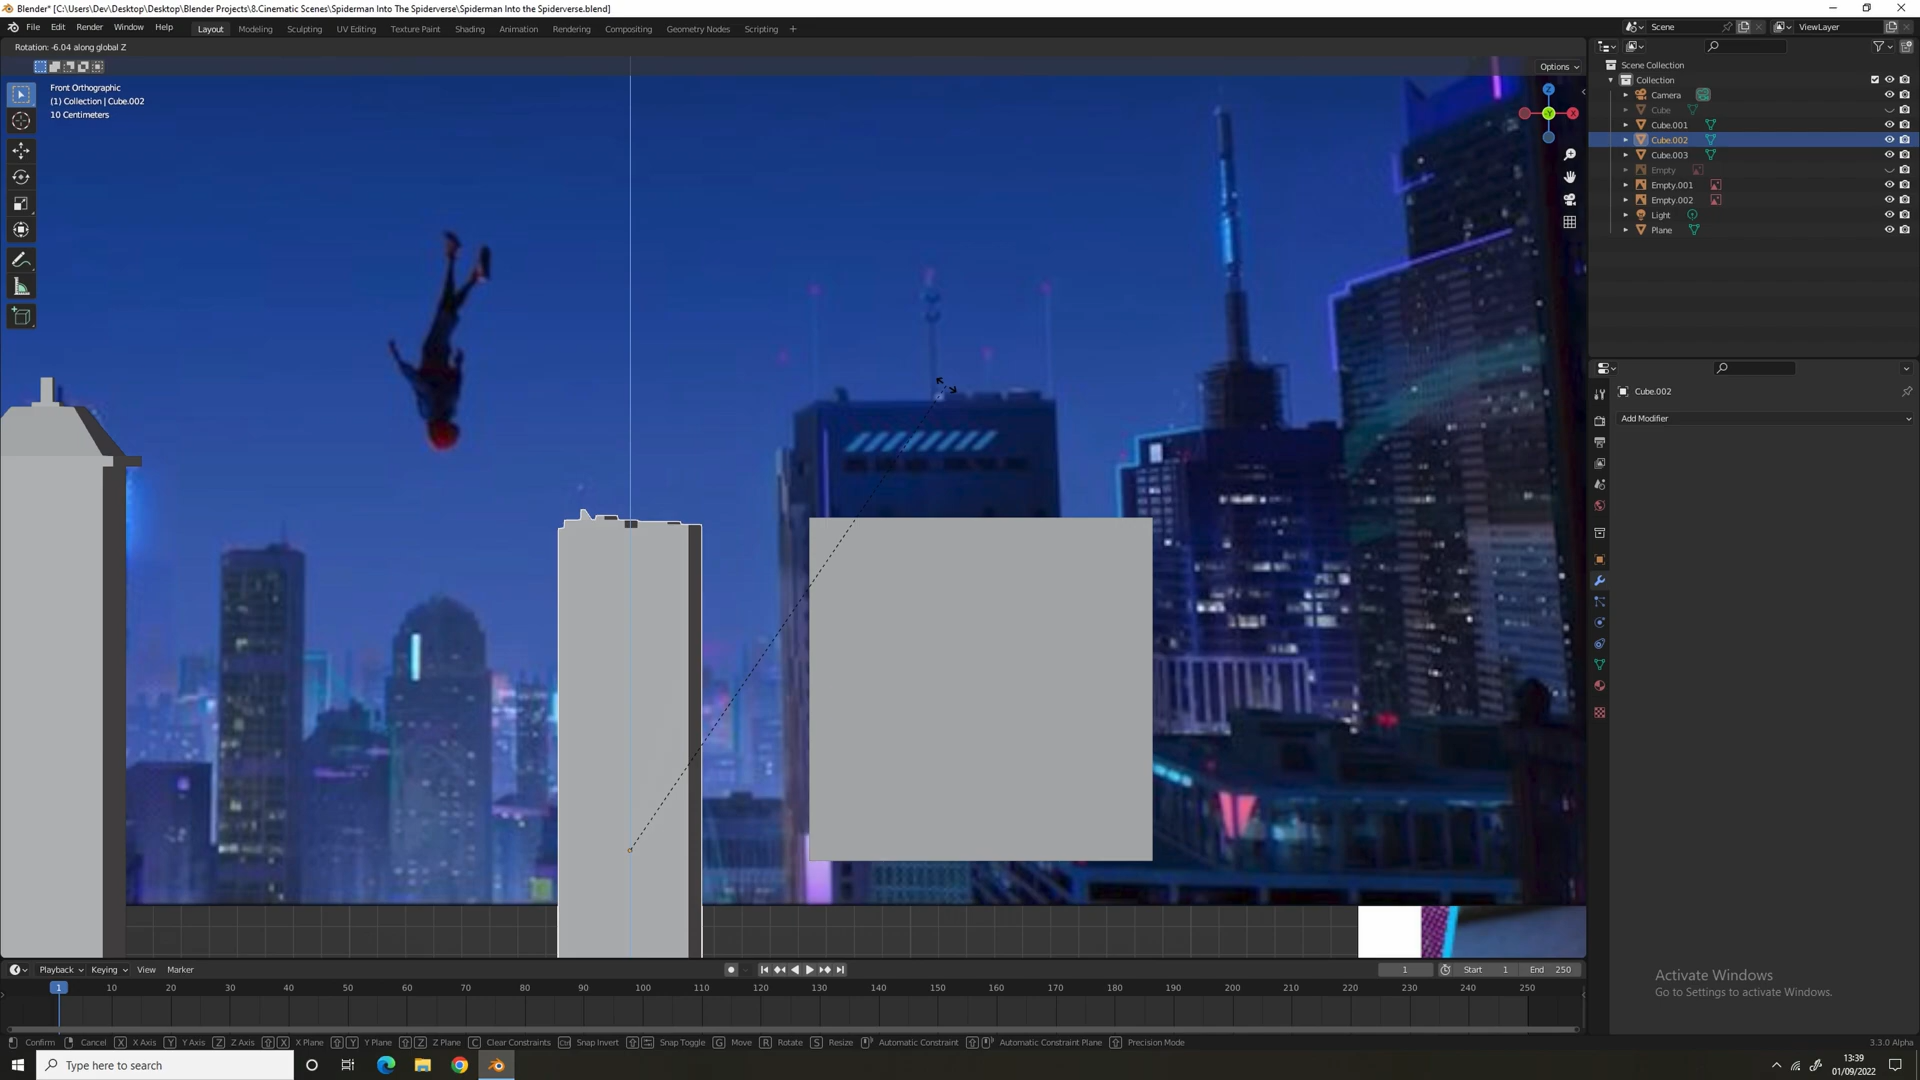 Blender* [C:\Users\Dev\Desktop\Desktop\Blender Projects\8.Cinematic Scenes\Spiderman Into The Spiderverse\Spiderman Into the Spiderverse.blend]
File Edit Render Window Help Layout Modeling Sculpting UV Editing Texture Paint Shading Animation Rendering Compositing Geometry Nodes Scripting + Scene ViewLayer
Rotation: -6.04 along global Z
Options
Front Orthographic
(1) Collection | Cube.002
10 Centimeters
Z
-Y
X
Scene Collection
Collection
Camera
Cube
Cube.001
Cube.002
Cube.003
Empty
Empty.001
Empty.002
Light
Plane
Cube.002
Add Modifier
Playback Keying View Marker 1 Start 1 End 250
1 10 20 30 40 50 60 70 80 90 100 110 120 130 140 150 160 170 180 190 200 210 220 230 240 250
Activate Windows
Go to Settings to activate Windows.
Confirm Cancel X X Axis Y Y Axis Z Z Axis X X Plane Y Y Plane Z Z Plane C Clear Constraints Ctrl Snap Invert Snap Toggle G Move R Rotate S Resize Automatic Constraint Automatic Constraint Plane Precision Mode 3.3.0 Alpha
Type here to search
13:39
01/09/2022